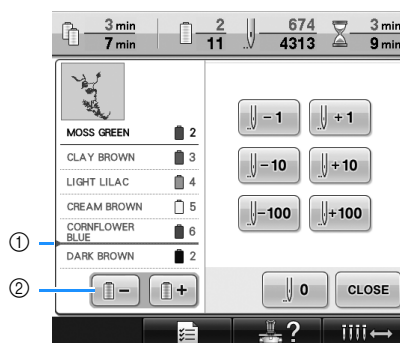 3 min 2 674 3 min
7 min 11 4313 9 min
MOSS GREEN 2
CLAY BROWN 3
LIGHT LILAC 4
CREAM BROWN 5
CORNFLOWER
BLUE 6
DARK BROWN 2
-1 +1
-10 +10
-100 +100
- + 0 CLOSE
?
①
②